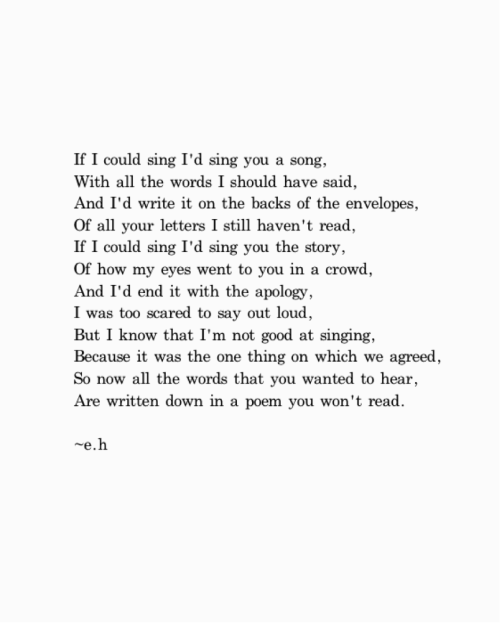 If I could sing I'd sing you a song,
With all the words I should have said,
And I'd write it on the backs of the envelopes,
Of all your letters I still haven't read,
If I could sing I'd sing you the story,
Of how my eyes went to you in a crowd,
And I'd end it with the apology,
I was too scared to say out loud,
But I know that I'm not good at singing,
Because it was the one thing on which we agreed,
So now all the words that you wanted to hear,
Are written down in a poem you won't read.
~e.h